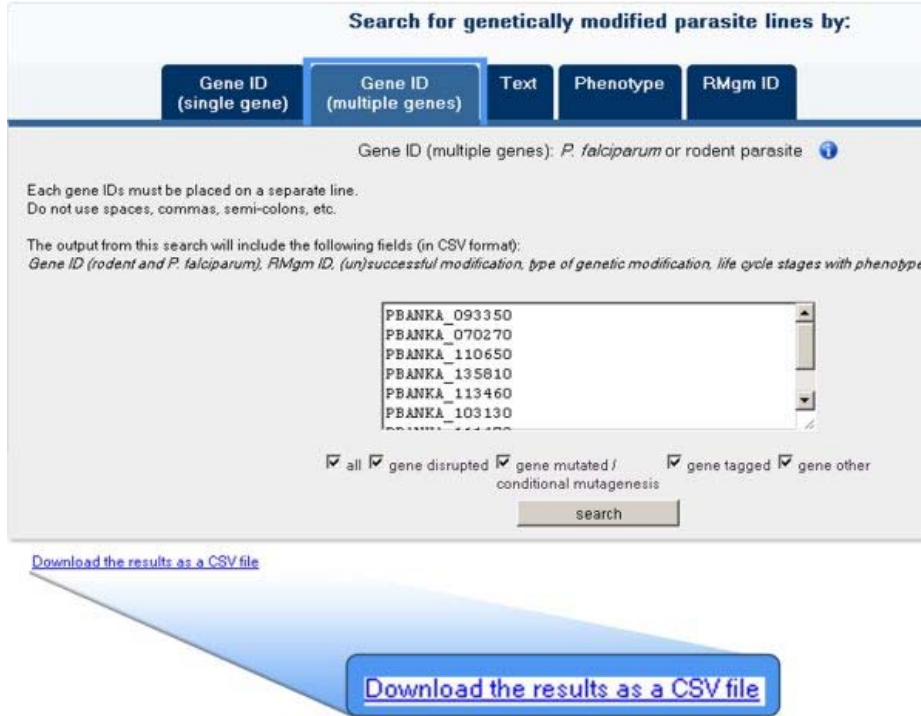 Search for genetically modified parasite lines by:
Gene ID
(single gene)
Gene ID
(multiple genes)
Text
Phenotype
RMgm ID
Gene ID (multiple genes): P. falciparum or rodent parasite
Each gene IDs must be placed on a separate line.
Do not use spaces, commas, semi-colons, etc.
The output from this search will include the following fields (in CSV format):
Gene ID (rodent and P. falciparum), RMgm ID, (un)successful modification, type of genetic modification, life cycle stages with phenotype
PBANKA_093350
PBANKA_070270
PBANKA_110650
PBANKA_135810
PBANKA_113460
PBANKA_103130
all gene disrupted gene mutated / gene tagged gene other
conditional mutagenesis
search
Download the results as a CSV file
Download the results as a CSV file